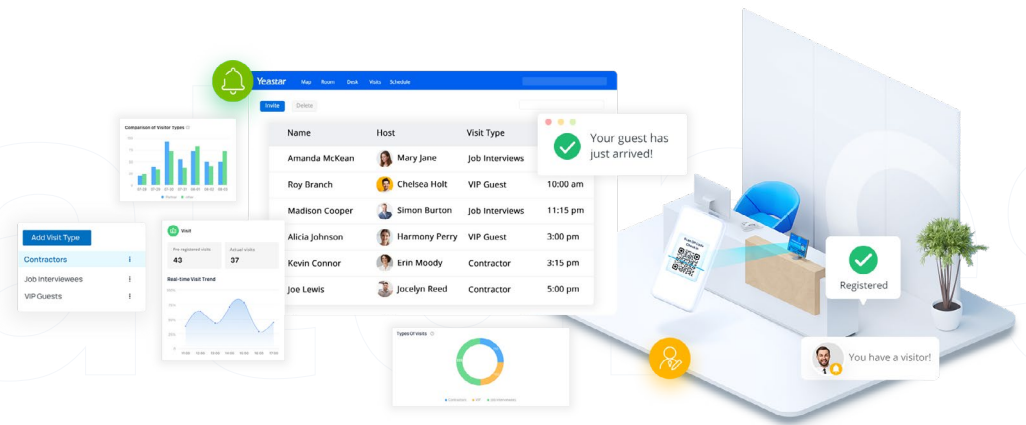 Yeastar
Map Room Desk Visits Schedule
Invite Delete
Name Host Visit Type
Amanda McKean Mary Jane Job Interviews
Roy Branch Chelsea Holt VIP Guest 10:00 am
Madison Cooper Simon Burton Job Interviews 11:15 pm
Alicia Johnson Harmony Perry VIP Guest 3:00 pm
Kevin Connor Erin Moody Contractor 3:15 pm
Joe Lewis Jocelyn Reed Contractor 5:00 pm
Your guest has
just arrived!
Comparison of Visitor Types
Add Visit Type
Contractors
Job Interviewees
VIP Guests
Visit
Pre-registered visits Actual visits
43 37
Real-time Visit Trend
Types Of Visits
Registered
You have a visitor!